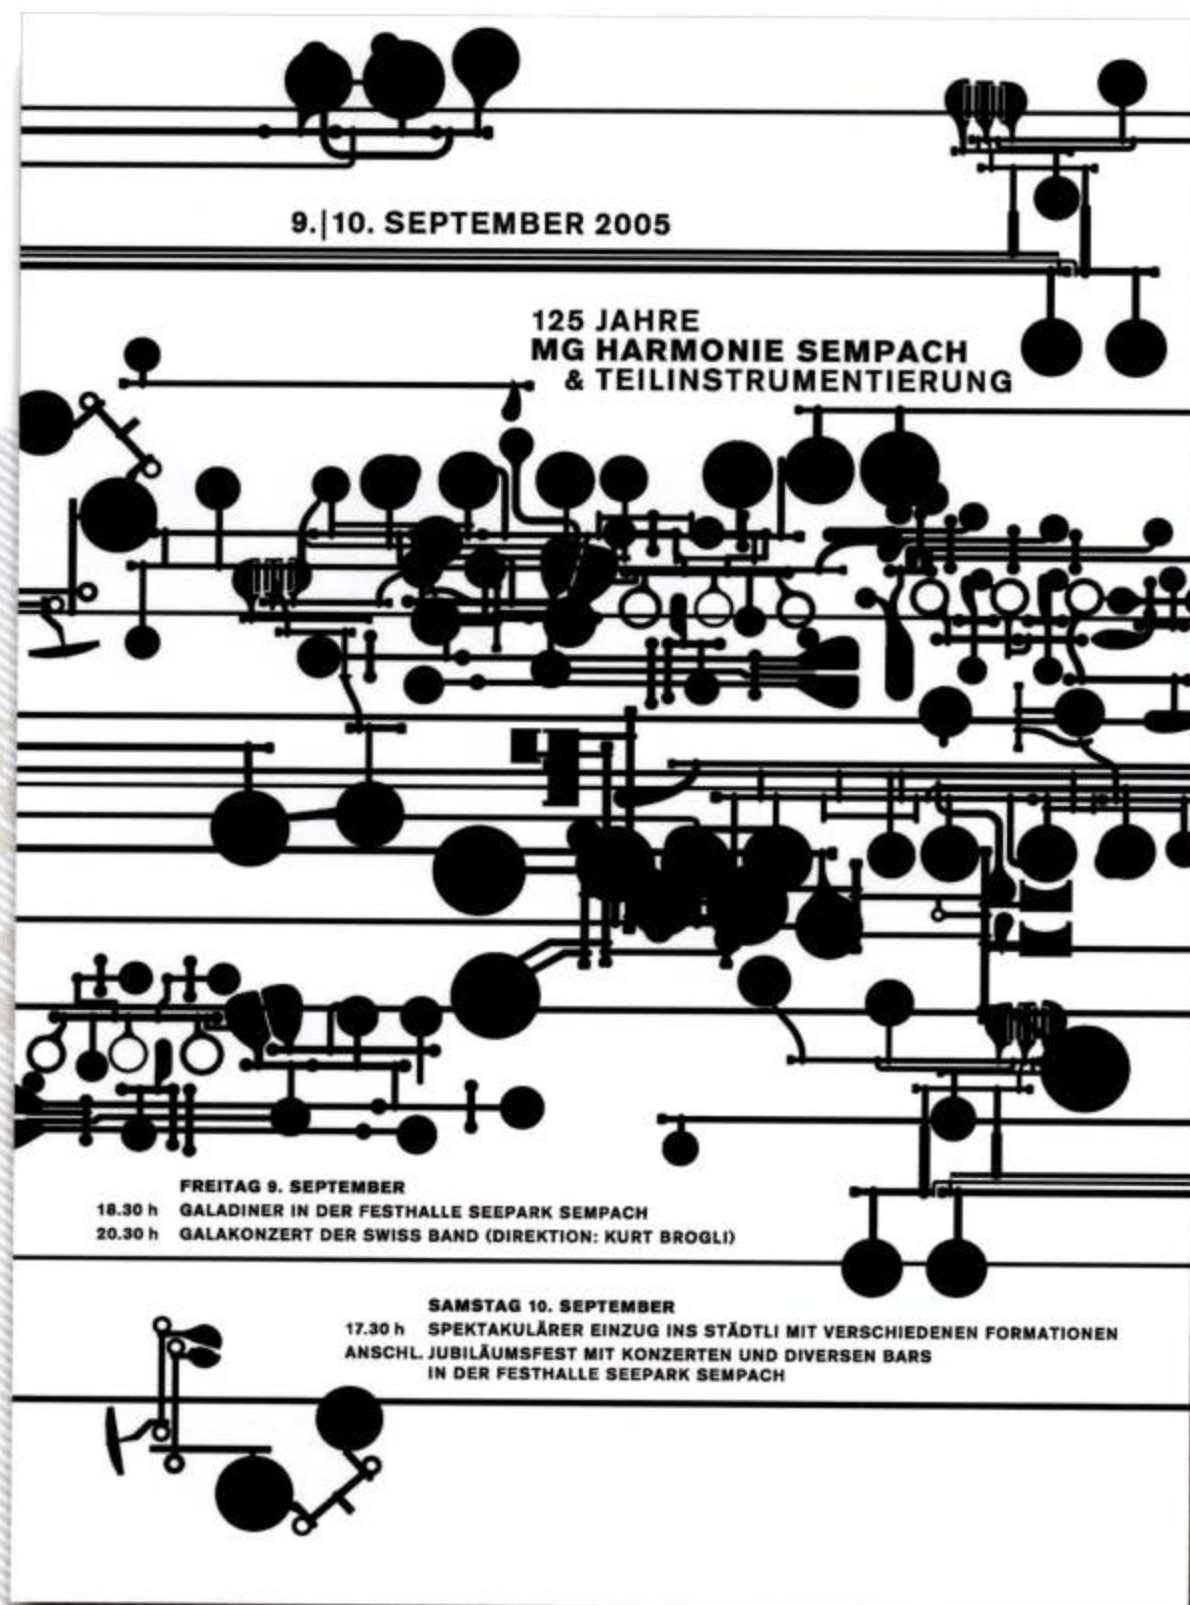 9.|10. SEPTEMBER 2005
125 JAHRE
MG HARMONIE SEMPACH
& TEILINSTRUMENTIERUNG
FREITAG 9. SEPTEMBER
18.30 h GALADINER IN DER FESTHALLE SEEPARK SEMPACH
20.30 h GALAKONZERT DER SWISS BAND (DIREKTION: KURT BROGLI)
SAMSTAG 10. SEPTEMBER
17.30 h SPEKTAKULÄRER EINZUG INS STÄDTLI MIT VERSCHIEDENEN FORMATIONEN
ANSCHL. JUBILÄUMSFEST MIT KONZERTEN UND DIVERSEN BARS
IN DER FESTHALLE SEEPARK SEMPACH